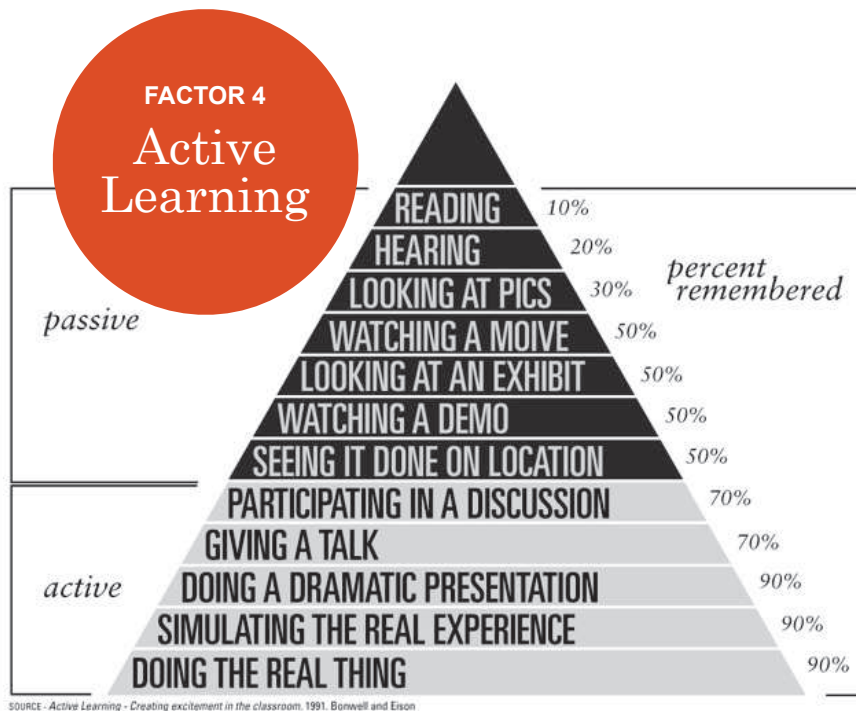 FACTOR 4
Active
Learning
READING 10%
HEARING 20%
LOOKING AT PICS 30%
percent
remembered
passive
WATCHING A MOIVE 50%
LOOKING AT AN EXHIBIT 50%
WATCHING A DEMO 50%
SEEING IT DONE ON LOCATION 50%
PARTICIPATING IN A DISCUSSION 70%
GIVING A TALK 70%
active
DOING A DRAMATIC PRESENTATION 90%
SIMULATING THE REAL EXPERIENCE 90%
DOING THE REAL THING 90%
SOURCE - Active Learning - Creating excitement in the classroom. 1991. Bonwell and Eison